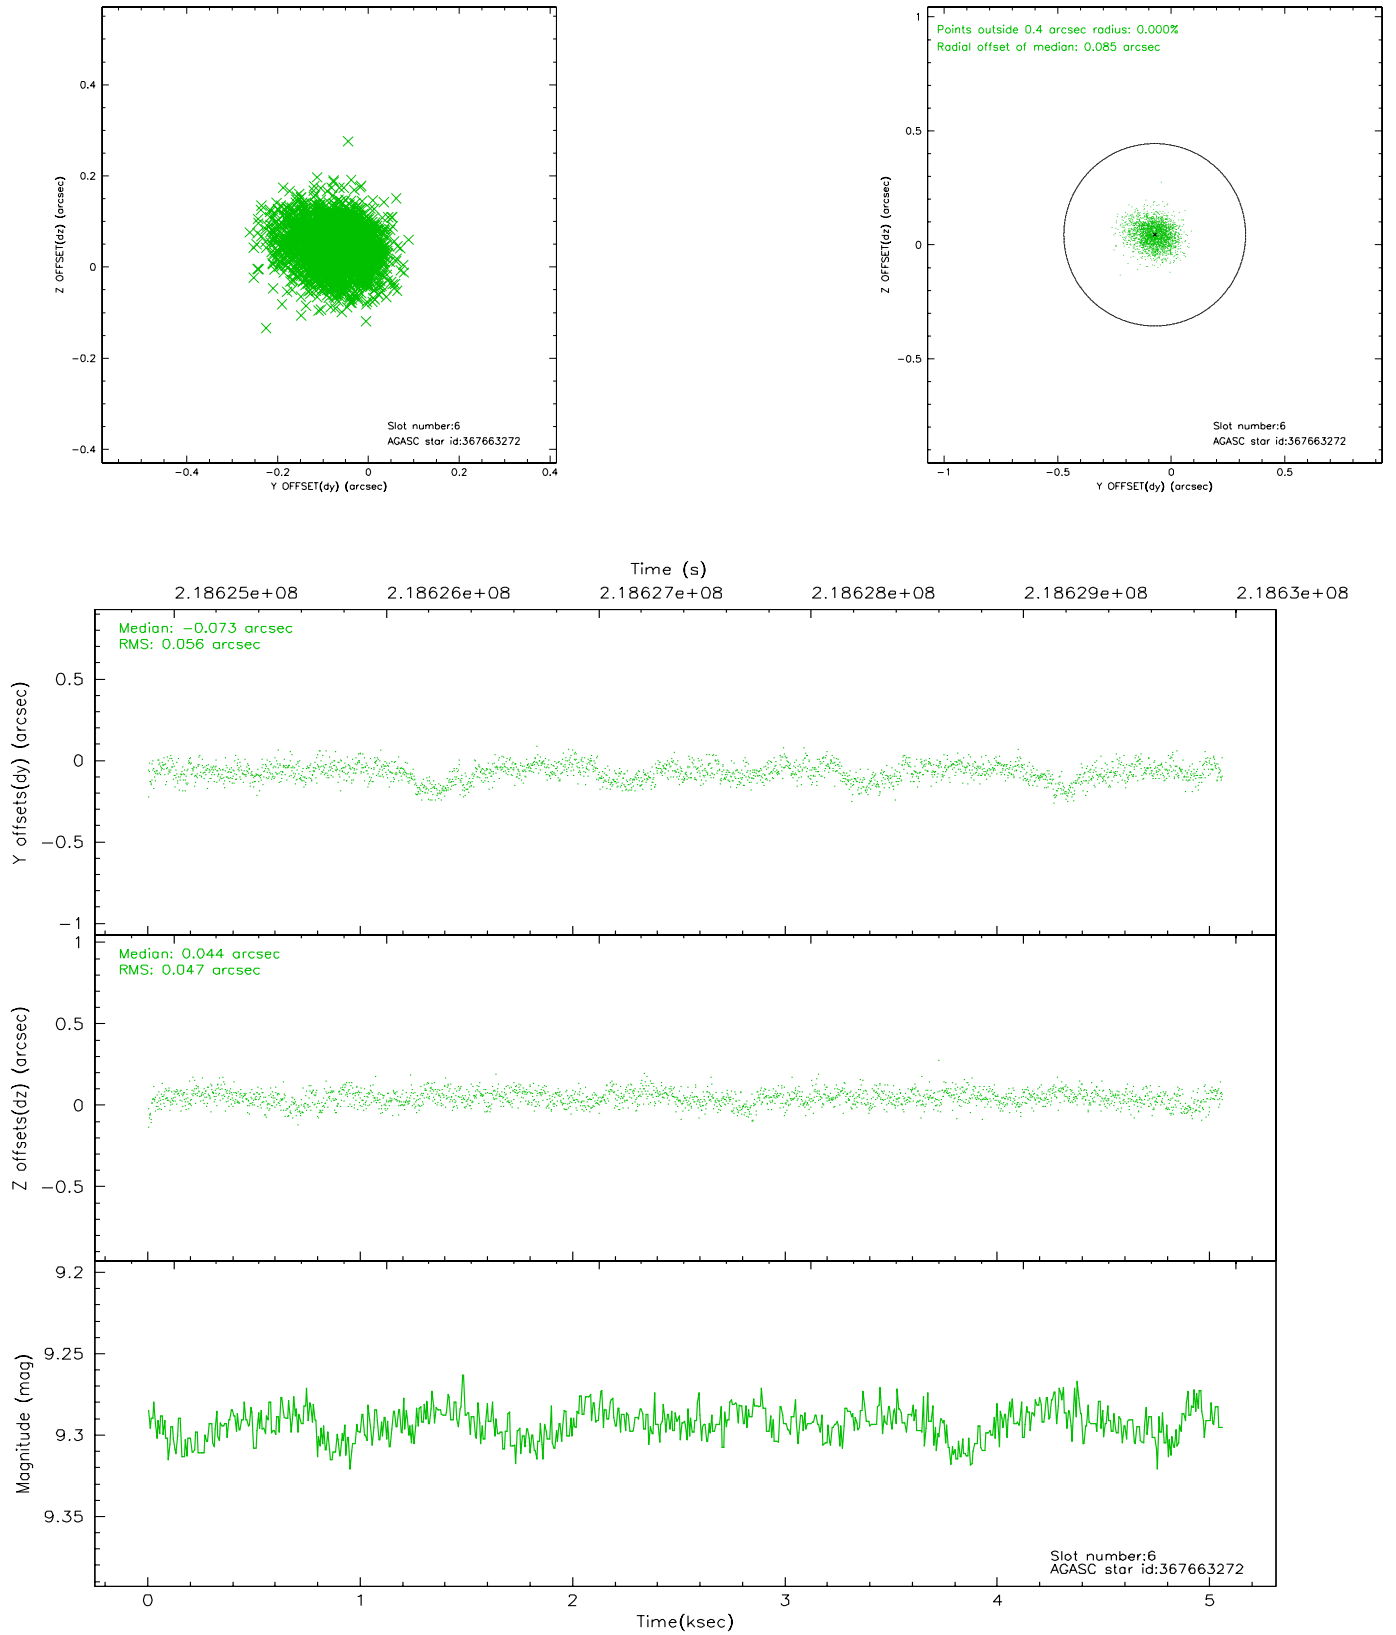 0.4
0.2
0
−0.2
−0.4
Z OFFSET(dz) (arcsec)
Slot number:6
AGASC star id:367663272
−0.4 −0.2 0 0.2 0.4
Y OFFSET(dy) (arcsec)
Points outside 0.4 arcsec radius: 0.000%
Radial offset of median: 0.085 arcsec
1
0.5
0
−0.5
Z OFFSET(dz) (arcsec)
Slot number:6
AGASC star id:367663272
−1 −0.5 0 0.5
Y OFFSET(dy) (arcsec)
Time (s)
2.18625e+08 2.18626e+08 2.18627e+08 2.18628e+08 2.18629e+08 2.1863e+08
Median: −0.073 arcsec
RMS: 0.056 arcsec
0.5
0
−0.5
−1
Y offsets(dy) (arcsec)
Median: 0.044 arcsec
RMS: 0.047 arcsec
1
0.5
0
−0.5
Z offsets(dz) (arcsec)
9.2
9.25
9.3
9.35
Magnitude (mag)
Slot number:6
AGASC star id:367663272
0 1 2 3 4 5
Time(ksec)